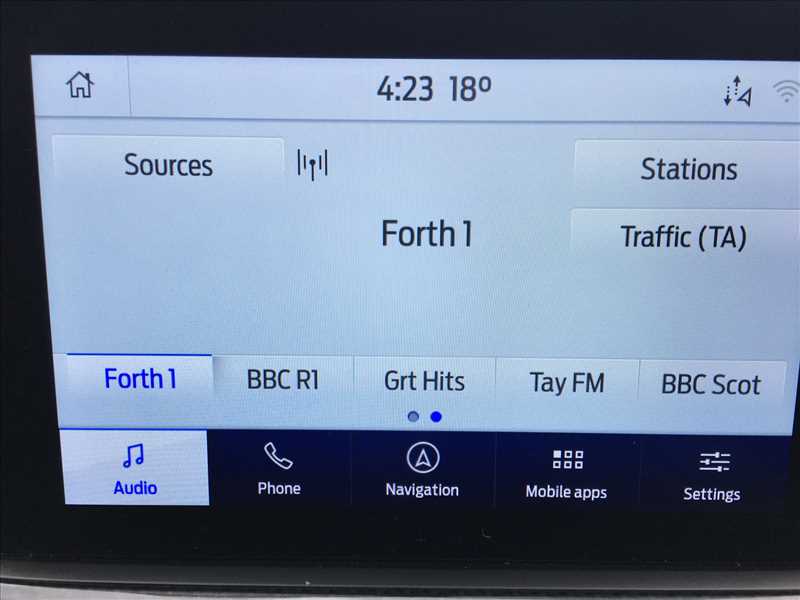 4:23 18º
Sources
Stations
Forth 1
Traffic (TA)
Forth 1 BBC R1 Grt Hits Tay FM BBC Scot
Audio Phone Navigation Mobile apps Settings